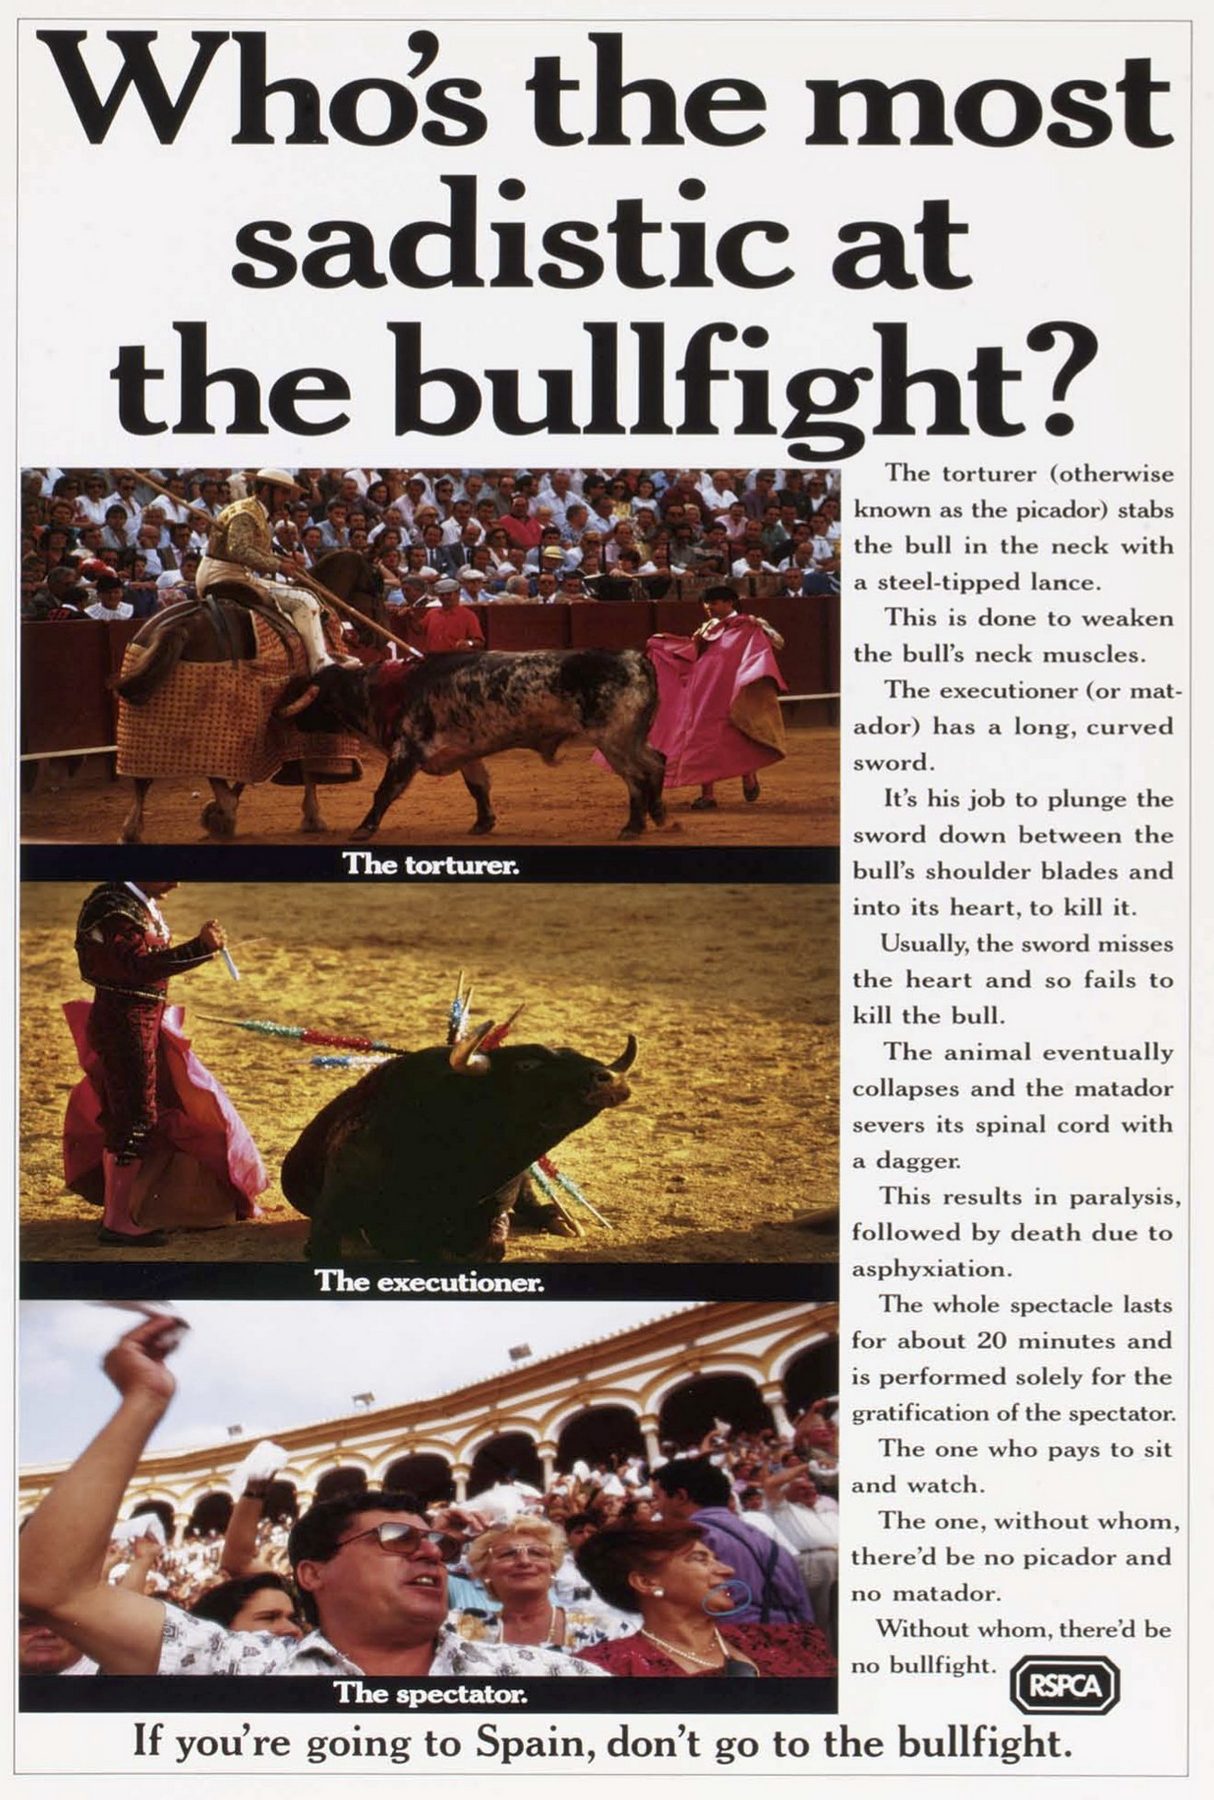 Who's the most
sadistic at
the bullfight?
The torturer.
The executioner.
The spectator.
The torturer (otherwise
known as the picador) stabs
the bull in the neck with
a steel-tipped lance.
This is done to weaken
the bull's neck muscles.
The executioner (or mat-
ador) has a long, curved
sword.
It's his job to plunge the
sword down between the
bull's shoulder blades and
into its heart, to kill it.
Usually, the sword misses
the heart and so fails to
kill the bull.
The animal eventually
collapses and the matador
severs its spinal cord with
a dagger.
This results in paralysis,
followed by death due to
asphyxiation.
The whole spectacle lasts
for about 20 minutes and
is performed solely for the
gratification of the spectator.
The one who pays to sit
and watch.
The one, without whom,
there'd be no picador and
no matador.
Without whom, there'd be
no bullfight.
RSPCA
If you're going to Spain, don't go to the bullfight.